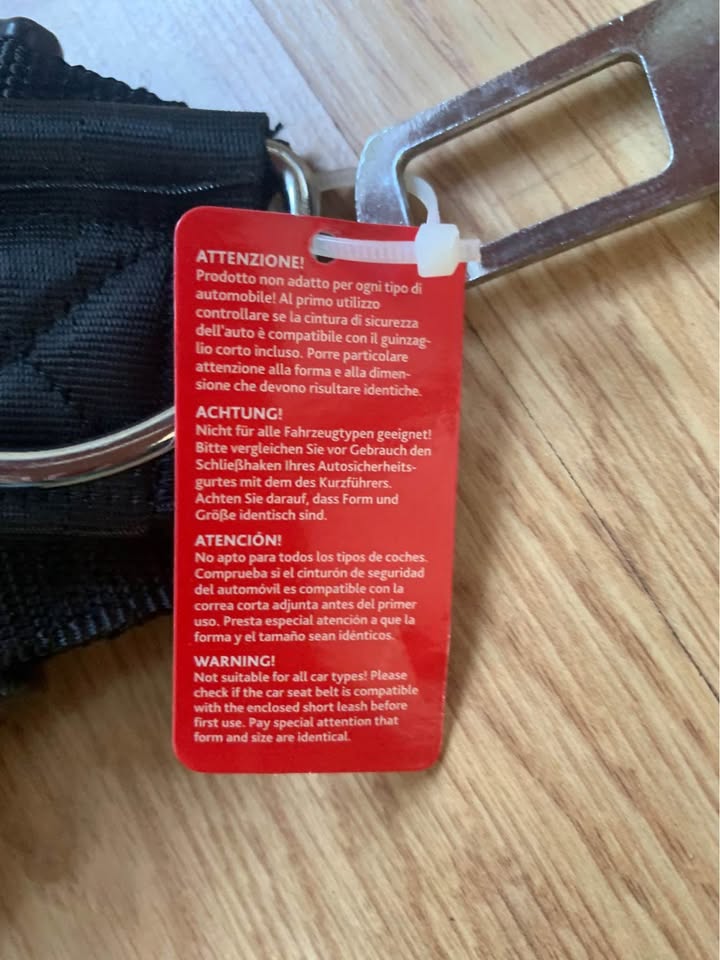 ATTENZIONE!
Prodotto non adatto per ogni tipo di
automobile! Al primo utilizzo
controllare se la cintura di sicurezza
dell'auto è compatibile con il guinzag-
lio corto incluso. Porre particolare
attenzione alla forma e alla dimen-
sione che devono risultare identiche.
ACHTUNG!
Nicht für alle Fahrzeugtypen geeignet!
Bitte vergleichen Sie vor Gebrauch den
Schließhaken Ihres Autosicherheits-
gurtes mit dem des Kurzführers.
Achten Sie darauf, dass Form und
Größe identisch sind.
ATENCIÓN!
No apto para todos los tipos de coches.
Comprueba si el cinturón de seguridad
del automóvil es compatible con la
correa corta adjunta antes del primer
uso. Presta especial atención a que la
forma y el tamaño sean idénticos.
WARNING!
Not suitable for all car types! Please
check if the car seat belt is compatible
with the enclosed short leash before
first use. Pay special attention that
form and size are identical.